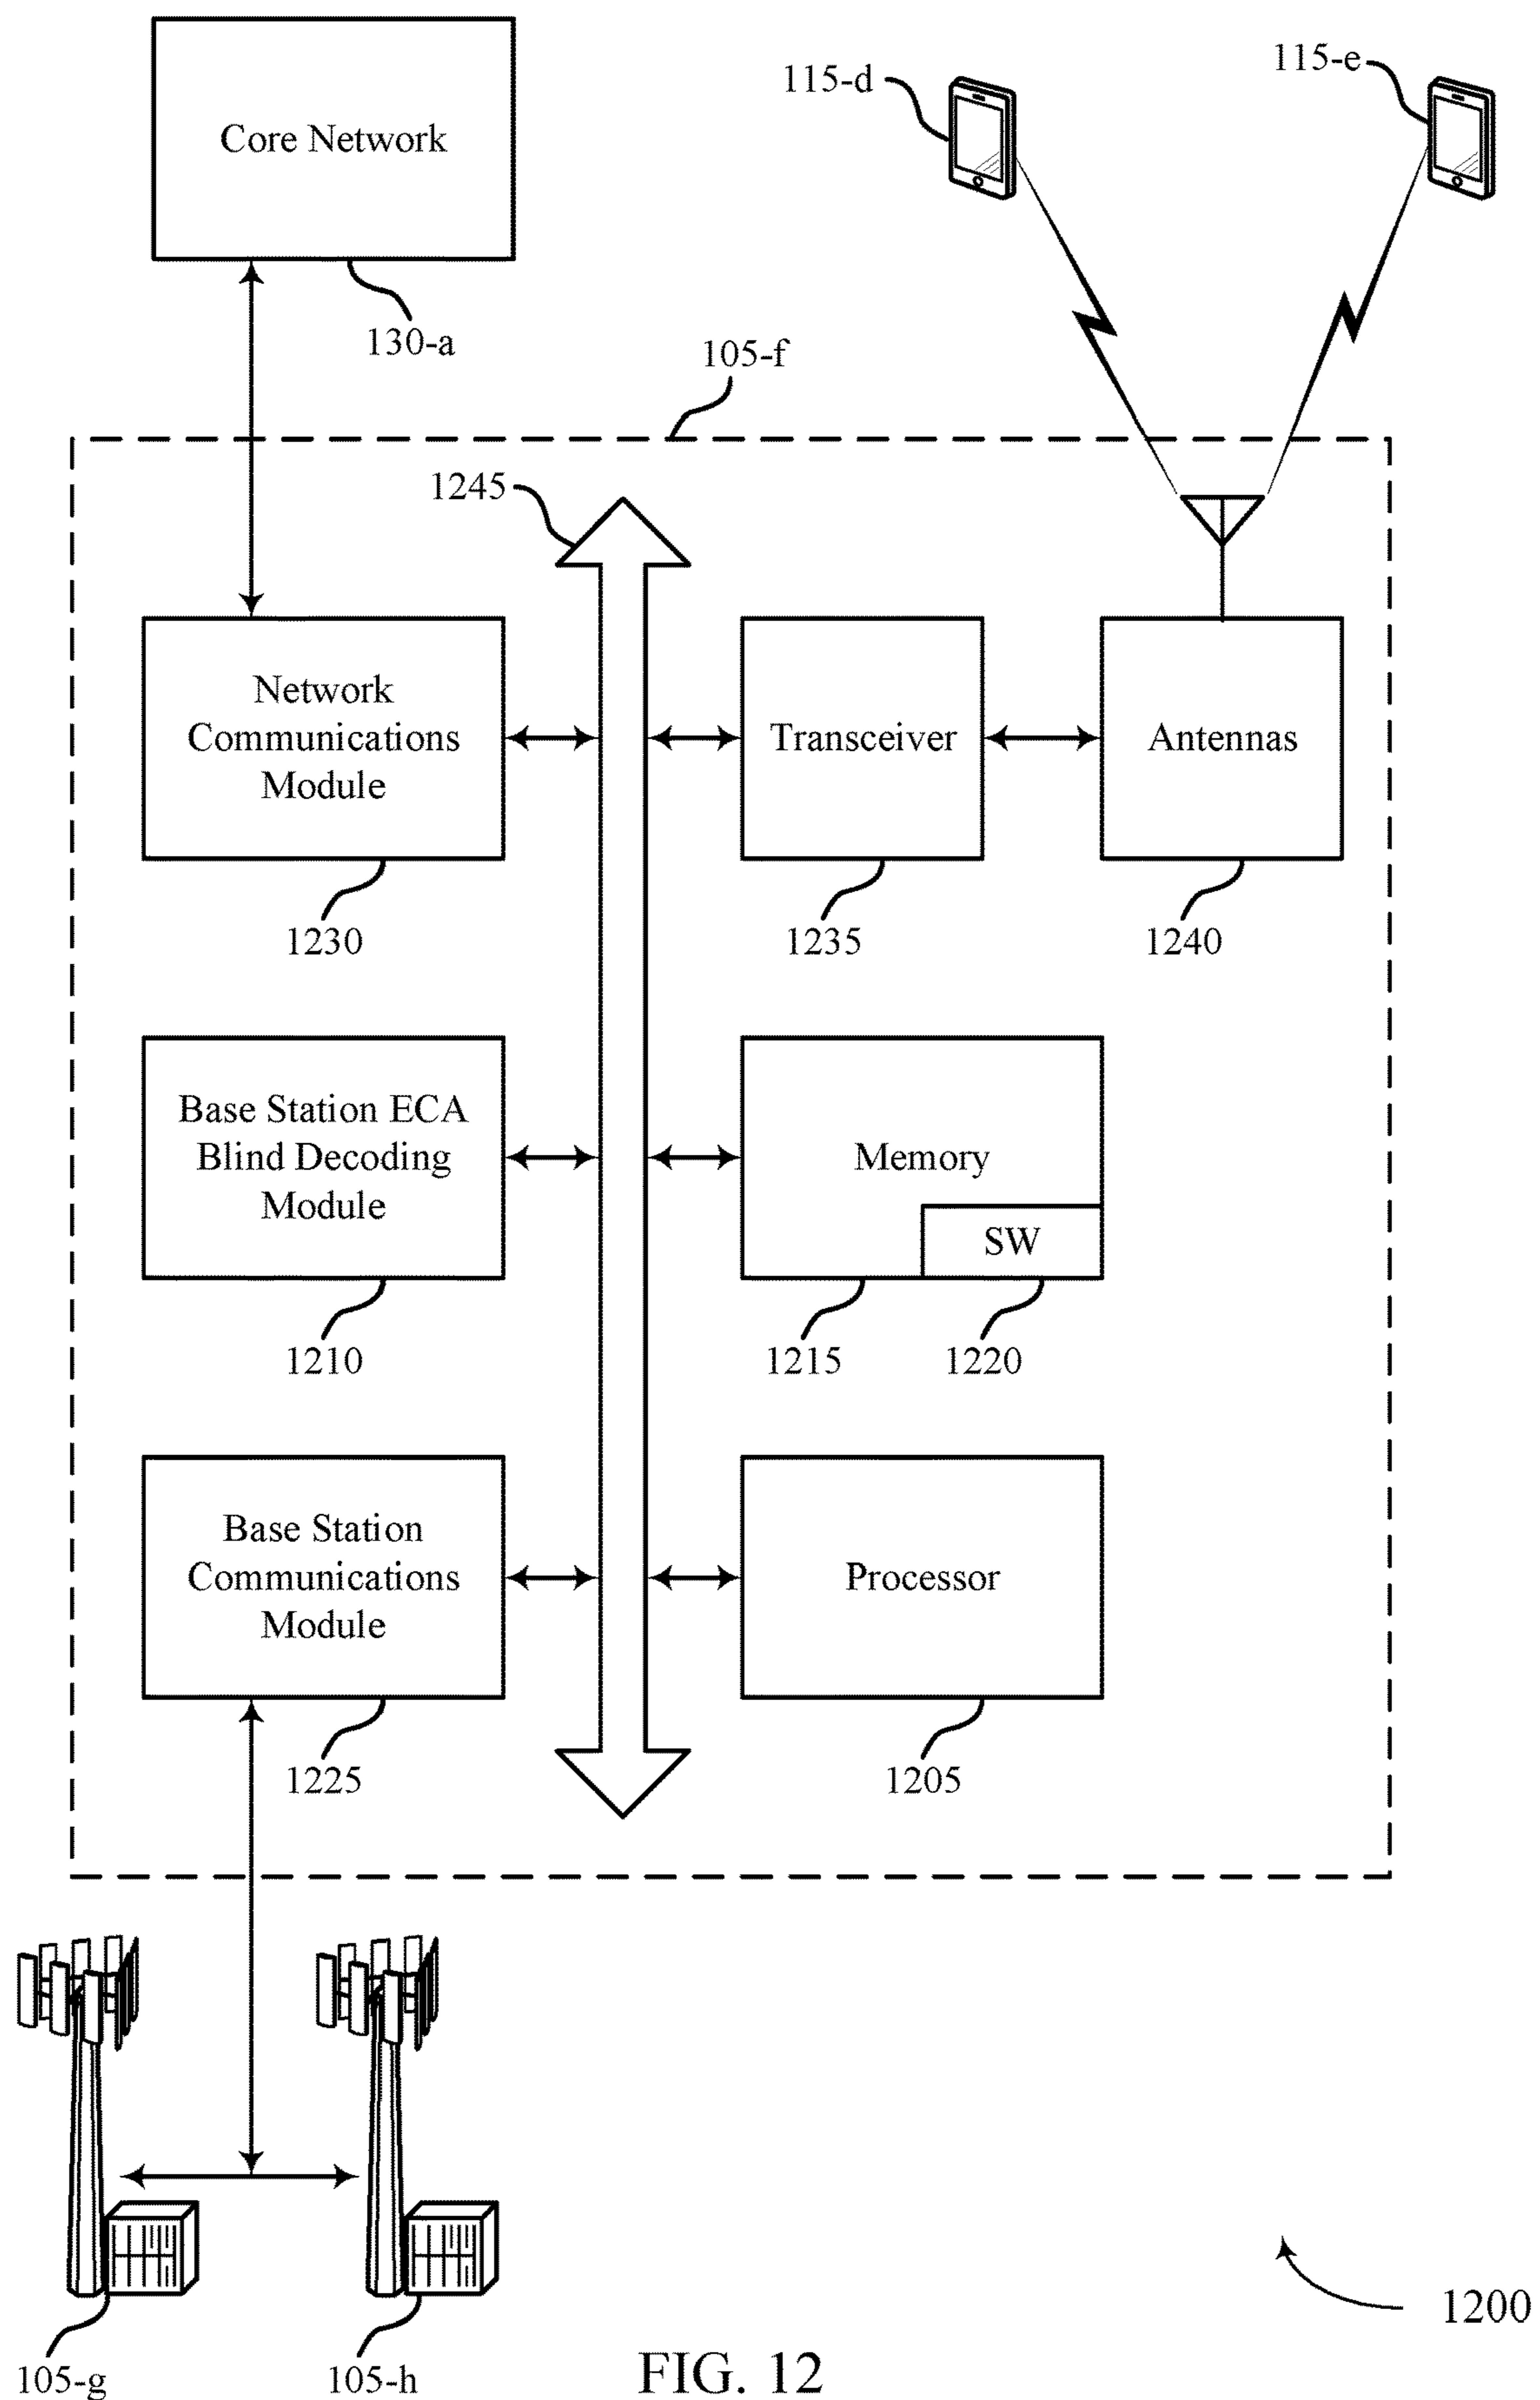 Core Network
130-a
115-d
115-e
105-f
1245
Network
Communications
Module
1230
Transceiver
1235
Antennas
1240
Base Station ECA
Blind Decoding
Module
1210
Memory
SW
1215
1220
Base Station
Communications
Module
1225
Processor
1205
105-g
105-h
1200
FIG. 12